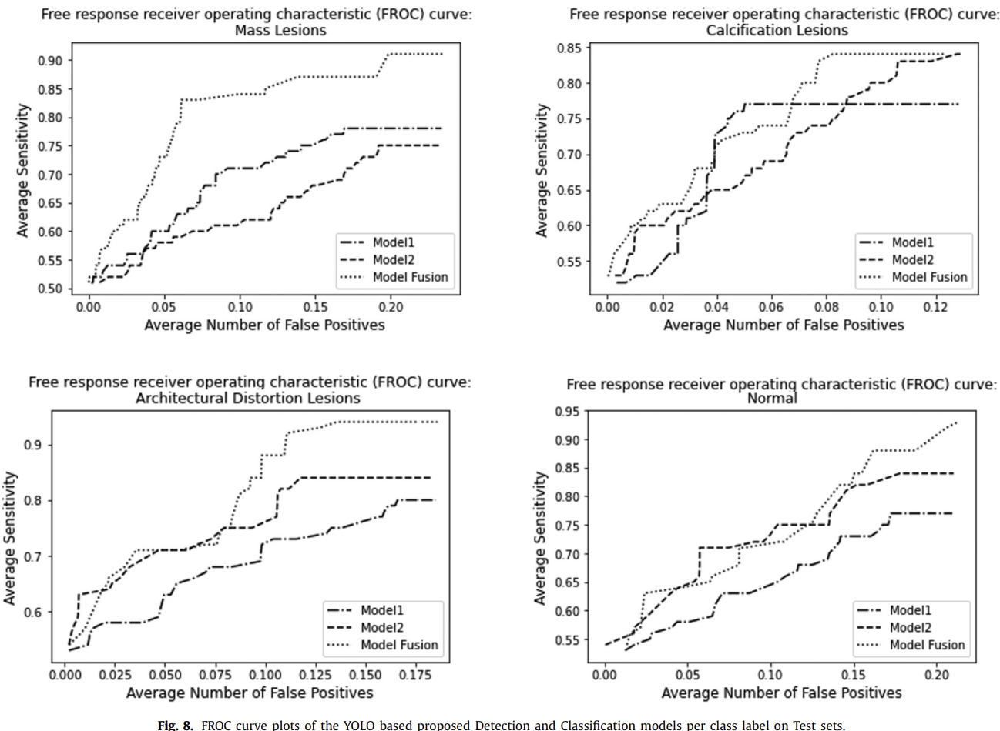 Free response receiver operating characteristic (FROC) curve:
Mass Lesions
0.90
0.85
0.80
0.75
0.70
0.65
0.60
0.55
0.50
Average Sensitivity
Model1
Model2
Model Fusion
0.00 0.05 0.10 0.15 0.20
Average Number of False Positives
Free response receiver operating characteristic (FROC) curve:
Calcification Lesions
0.85
0.80
0.75
0.70
0.65
0.60
0.55
Average Sensitivity
Model1
Model2
Model Fusion
0.00 0.02 0.04 0.06 0.08 0.10 0.12
Average Number of False Positives
Free response receiver operating characteristic (FROC) curve:
Architectural Distortion Lesions
0.9
0.8
0.7
0.6
Average Sensitivity
Model1
Model2
Model Fusion
0.000 0.025 0.050 0.075 0.100 0.125 0.150 0.175
Average Number of False Positives
Free response receiver operating characteristic (FROC) curve:
Normal
0.95
0.90
0.85
0.80
0.75
0.70
0.65
0.60
0.55
Average Sensitivity
Model1
Model2
Model Fusion
0.00 0.05 0.10 0.15 0.20
Average Number of False Positives
Fig. 8. FROC curve plots of the YOLO based proposed Detection and Classification models per class label on Test sets.